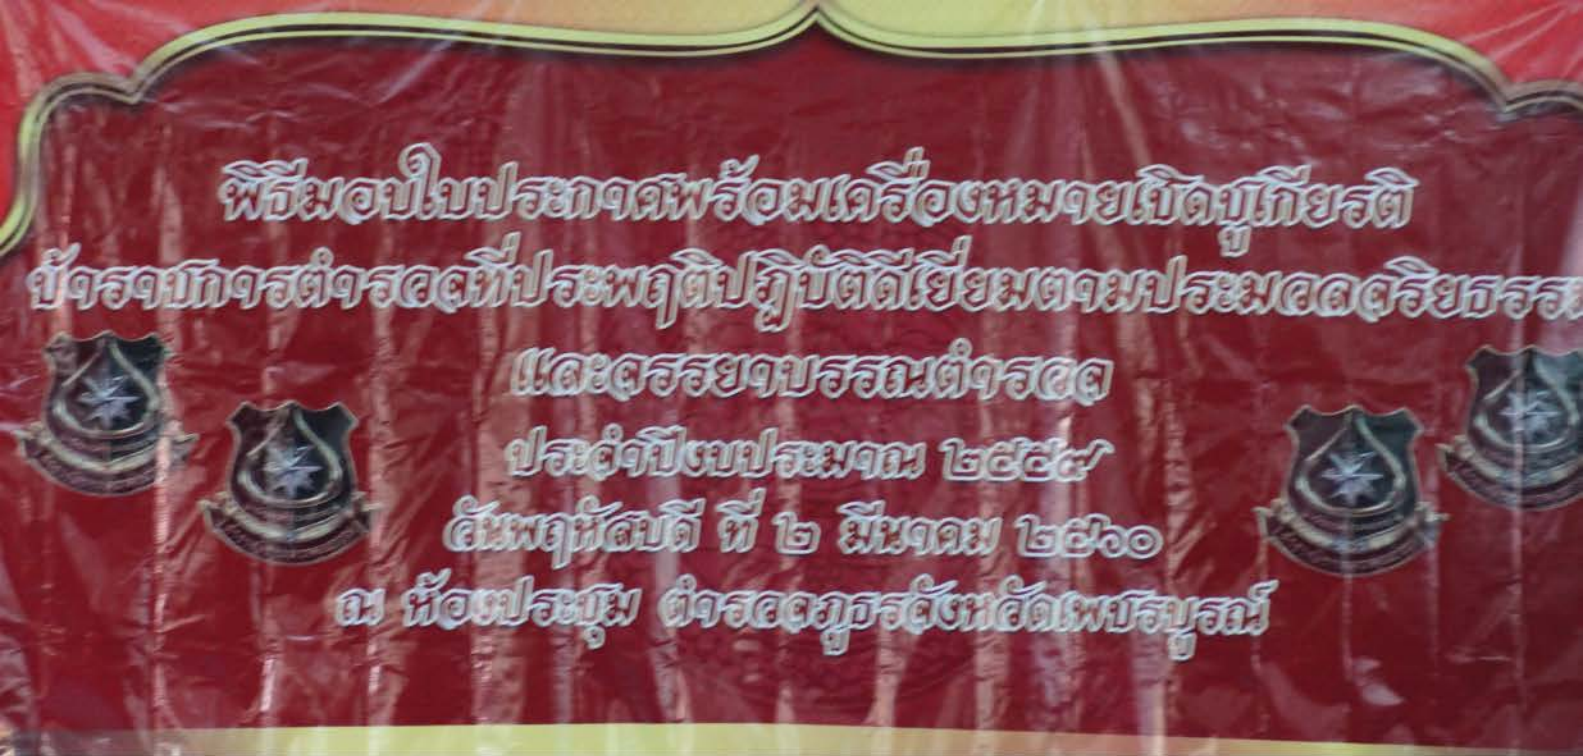 พิธีมอบใบประกาศพร้อมเครื่องหมายเชิดชูเกียรติ
ข้าราชการตำรวจที่ประพฤติปฏิบัติดีเยี่ยมตามประมวลจริยธรรม
และจรรยาบรรณตำรวจ
ประจำปีงบประมาณ ๒๕๕๙
วันพฤหัสบดี ที่ ๒ มีนาคม ๒๕๖๐
ณ ห้องประชุม ตำรวจภูธรจังหวัดเพชรบูรณ์